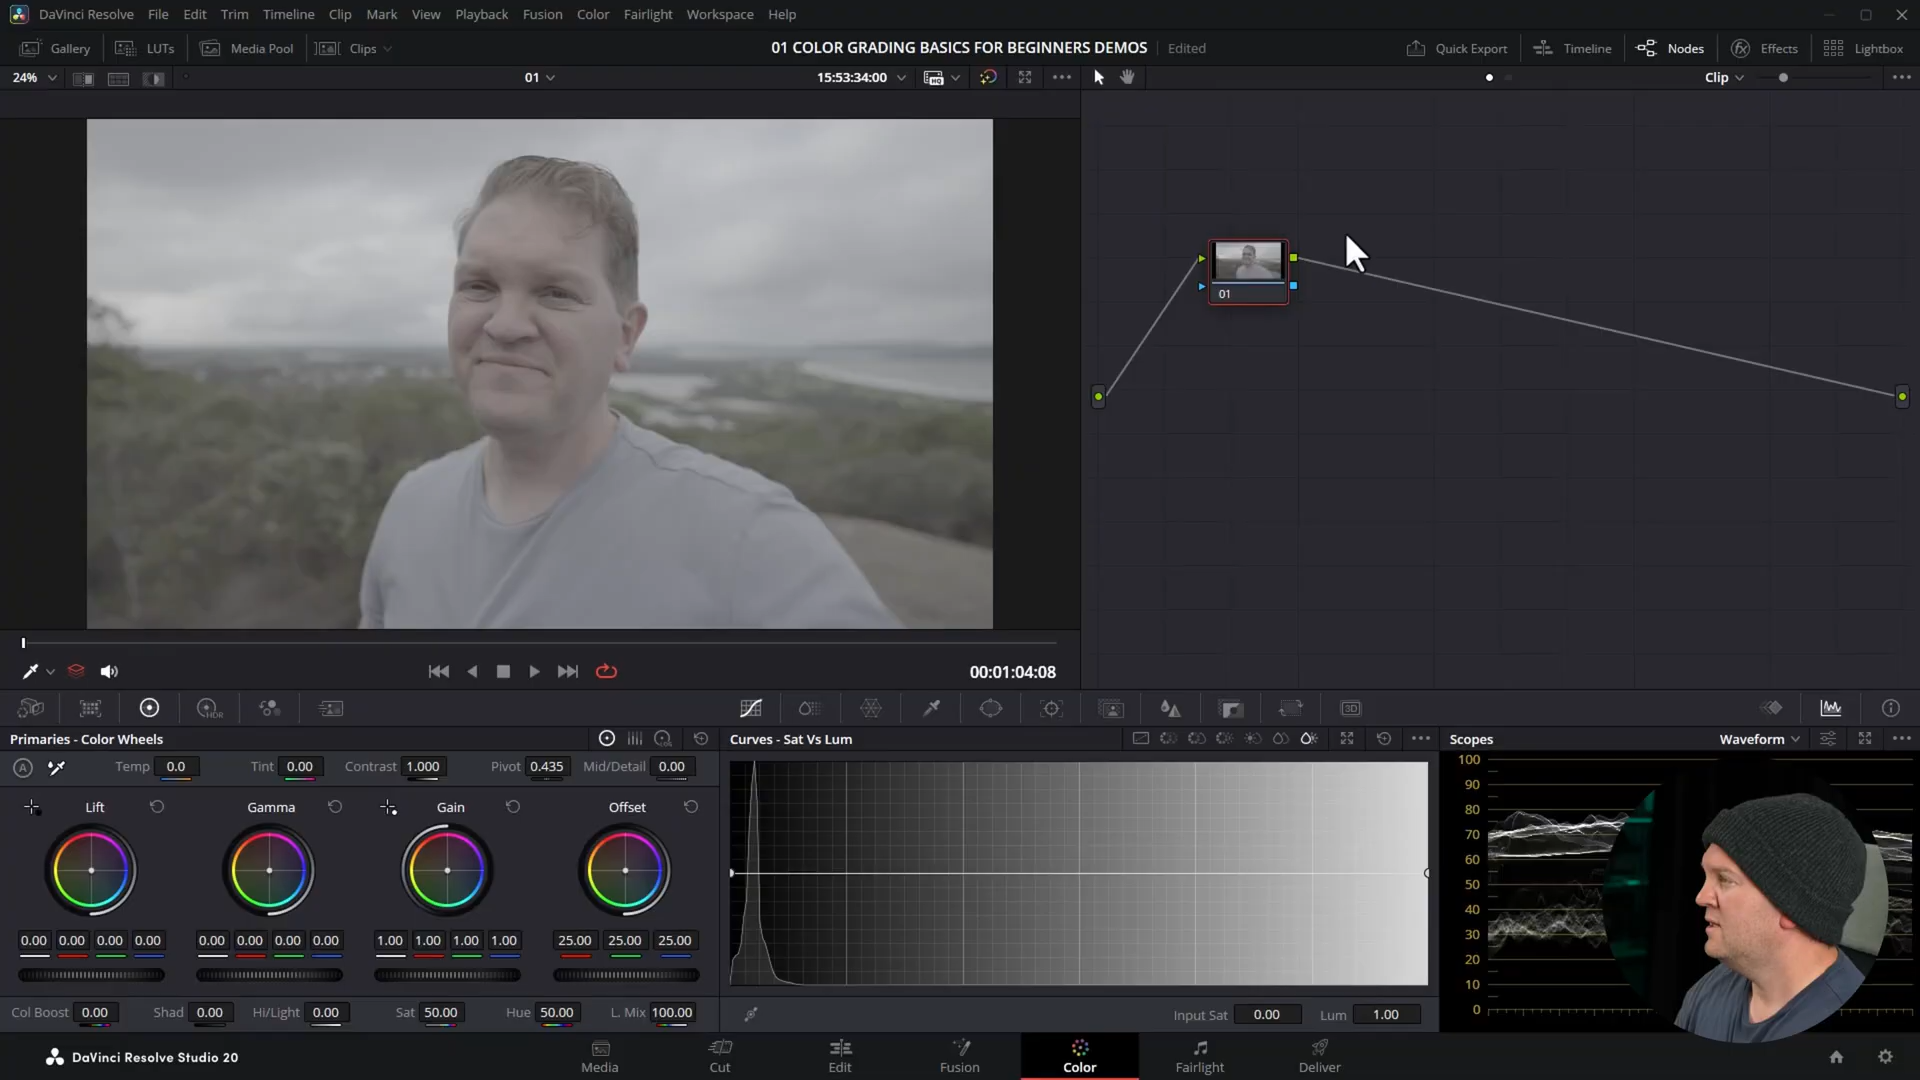 DaVinci Resolve File Edit Trim Timeline Clip Mark View Playback Fusion Color Fairlight Workspace Help
Gallery LUTs Media Pool Clips 01 COLOR GRADING BASICS FOR BEGINNERS DEMOS Edited Quick Export Timeline Nodes Effects Lightbox
24% 01 15:53:34:00 Clip
01
00:01:04:08
HDR 3D
Primaries - Color Wheels Curves - Sat Vs Lum Scopes Waveform
A Temp 0.0 Tint 0.00 Contrast 1.000 Pivot 0.435 Mid/Detail 0.00
Lift Gamma Gain Offset
0.00 0.00 0.00 0.00 0.00 0.00 0.00 0.00 1.00 1.00 1.00 1.00 25.00 25.00 25.00
Col Boost 0.00 Shad 0.00 Hi/Light 0.00 Sat 50.00 Hue 50.00 L. Mix 100.00
Input Sat 0.00 Lum 1.00
100
90
80
70
60
50
40
30
20
10
0
DaVinci Resolve Studio 20
Media Cut Edit Fusion Color Fairlight Deliver